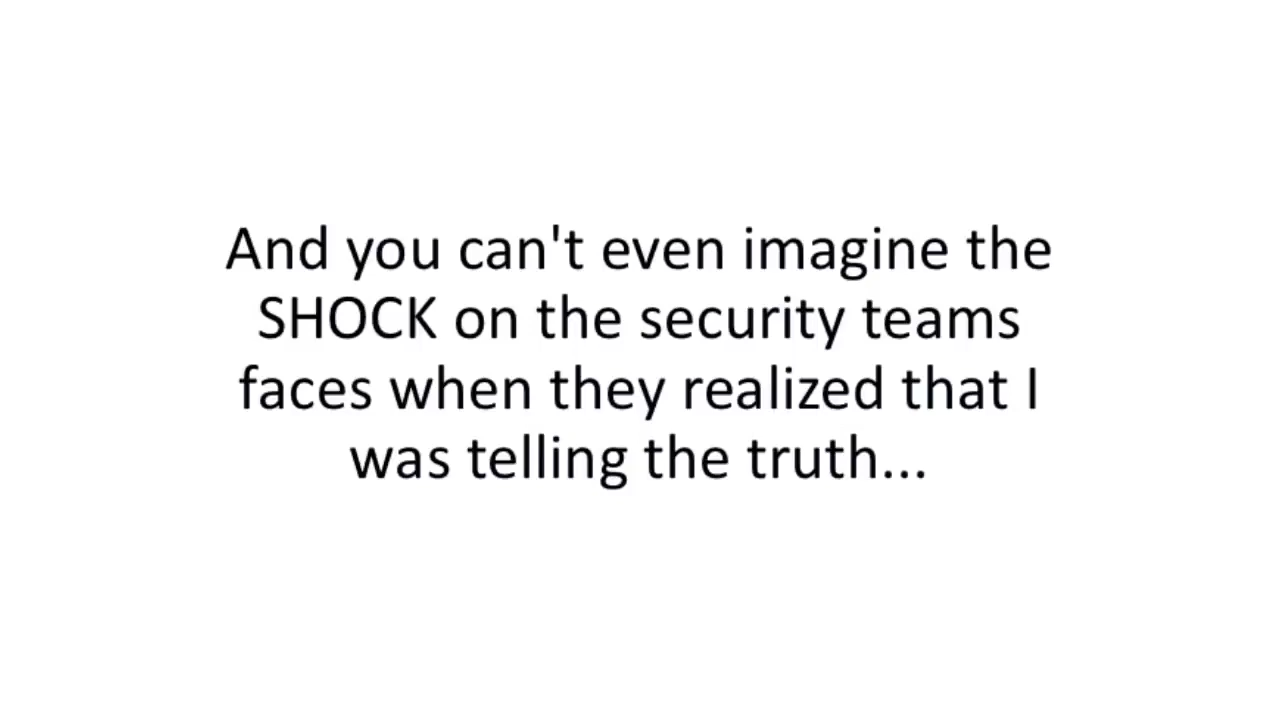 And you can't even imagine the
SHOCK on the security teams
faces when they realized that I
was telling the truth...